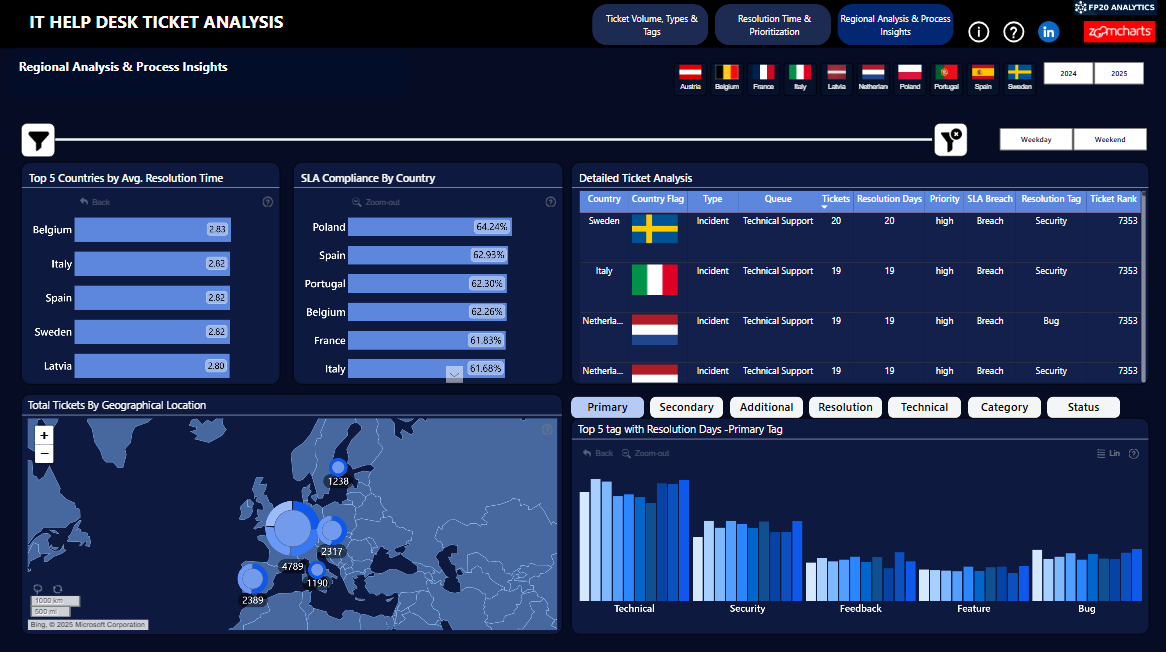 IT HELP DESK TICKET ANALYSIS
Ticket Volume, Types & Tags
Resolution Time & Prioritization
Regional Analysis & Process Insights
FP20 ANALYTICS
zoomcharts
Regional Analysis & Process Insights
Austria
Belgium
France
Italy
Latvia
Netherlan
Poland
Portugal
Spain
Sweden
2024
2025
Weekday
Weekend
Top 5 Countries by Avg. Resolution Time
Back
Belgium 2.83
Italy 2.82
Spain 2.82
Sweden 2.82
Latvia 2.80
SLA Compliance By Country
Zoom-out
Poland 64.24%
Spain 62.93%
Portugal 62.30%
Belgium 62.26%
France 61.83%
Italy 61.68%
Detailed Ticket Analysis
Country Country Flag Type Queue Tickets Resolution Days Priority SLA Breach Resolution Tag Ticket Rank
Sweden Incident Technical Support 20 20 high Breach Security 7353
Italy Incident Technical Support 19 19 high Breach Security 7353
Netherla... Incident Technical Support 19 19 high Breach Bug 7353
Netherla... Incident Technical Support 19 19 high Breach Security 7353
Total Tickets By Geographical Location
+
−
1238
2317
4789
1190
2389
1000 km
500 mi
Bing, © 2025 Microsoft Corporation
Primary
Secondary
Additional
Resolution
Technical
Category
Status
Top 5 tag with Resolution Days -Primary Tag
Back
Zoom-out
Lin
Technical
Security
Feedback
Feature
Bug